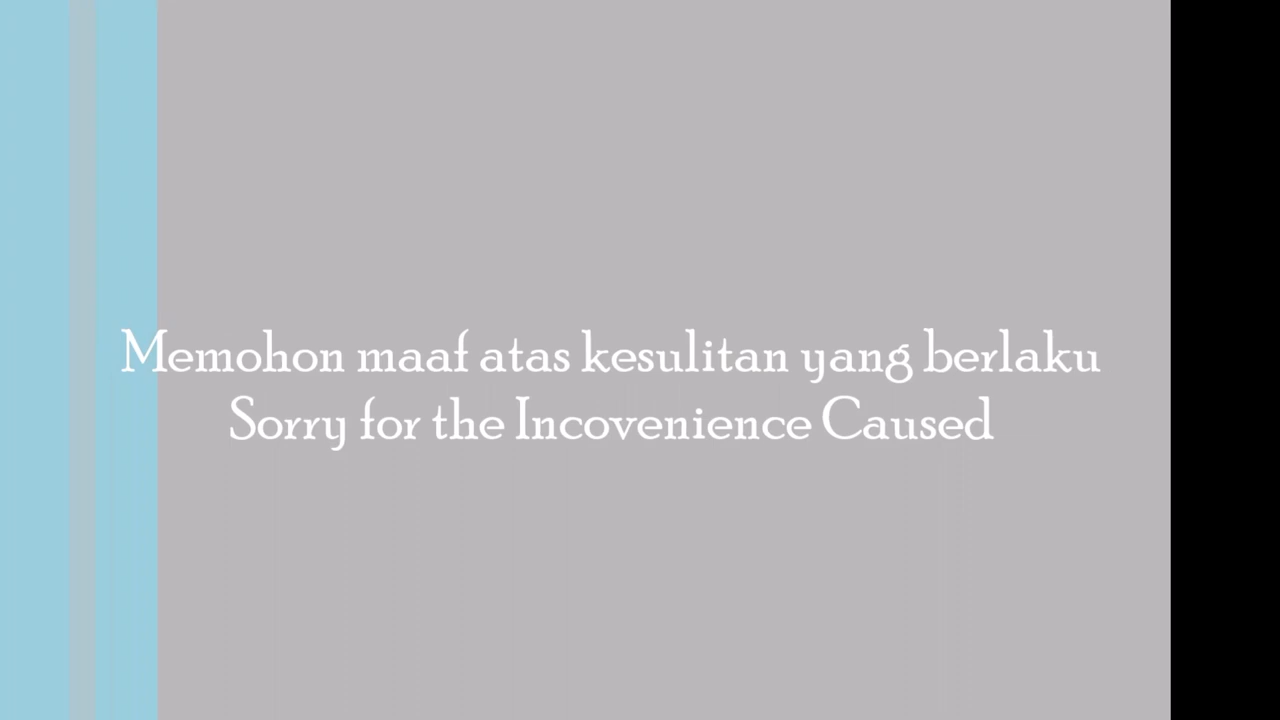 Memohon maaf atas kesulitan yang berlaku
Sorry for the Incovenience Caused